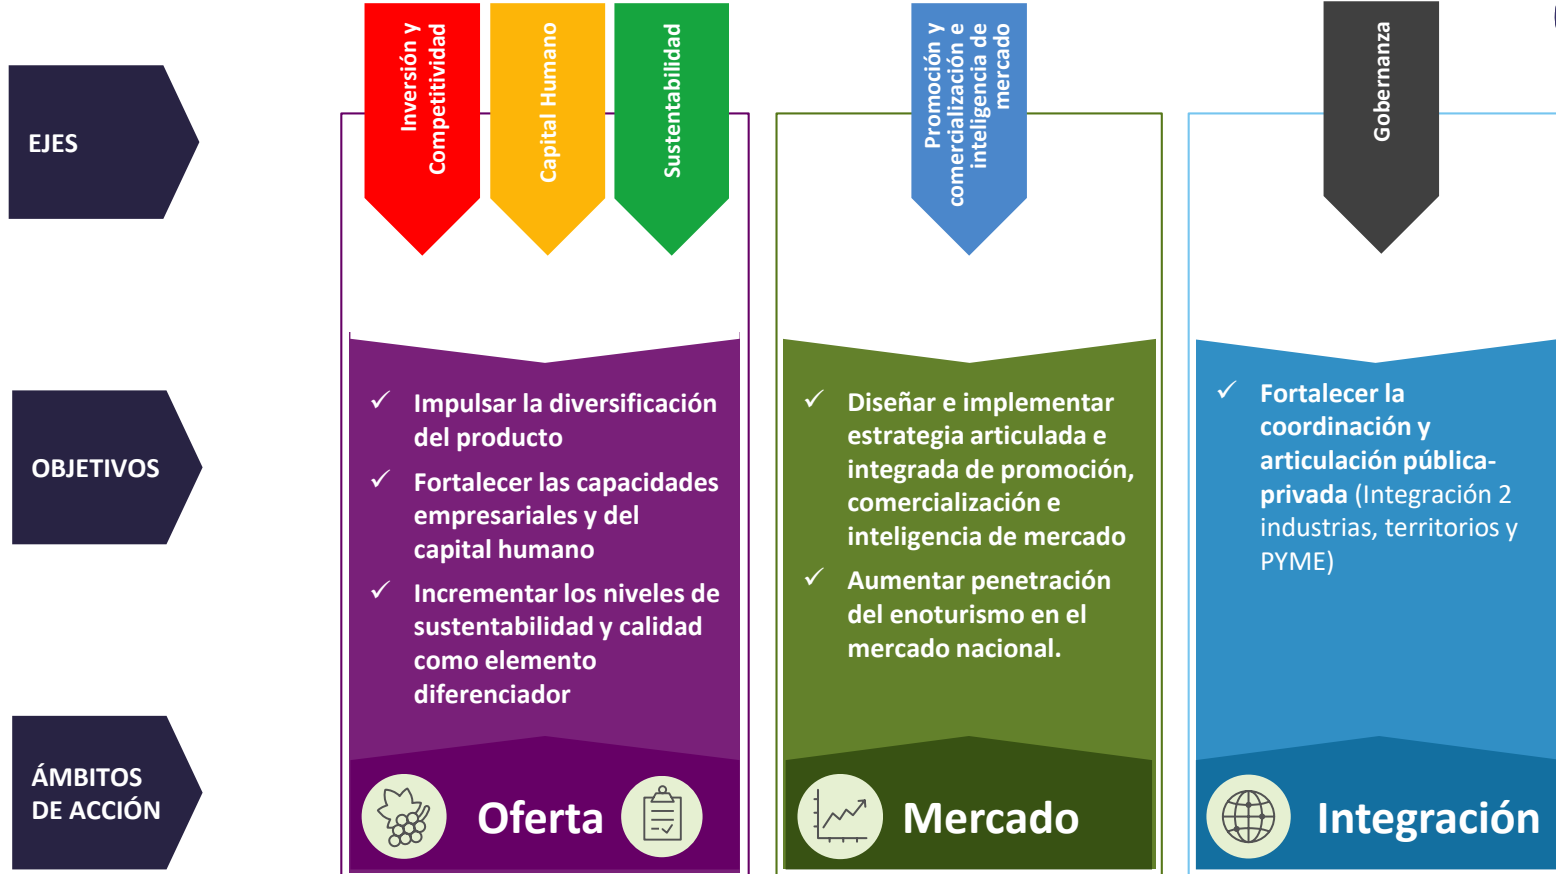 EJES
Inversión y
Competitividad
Capital Humano
Sustentabilidad
Promoción y
comercialización e
inteligencia de
mercado
Gobernanza
OBJETIVOS
✓ Impulsar la diversificación
del producto
✓ Fortalecer las capacidades
empresariales y del
capital humano
✓ Incrementar los niveles de
sustentabilidad y calidad
como elemento
diferenciador
✓ Diseñar e implementar
estrategia articulada e
integrada de promoción,
comercialización e
inteligencia de mercado
✓ Aumentar penetración
del enoturismo en el
mercado nacional.
✓ Fortalecer la
coordinación y
articulación pública-
privada (Integración 2
industrias, territorios y
PYME)
ÁMBITOS
DE ACCIÓN
Oferta
Mercado
Integración